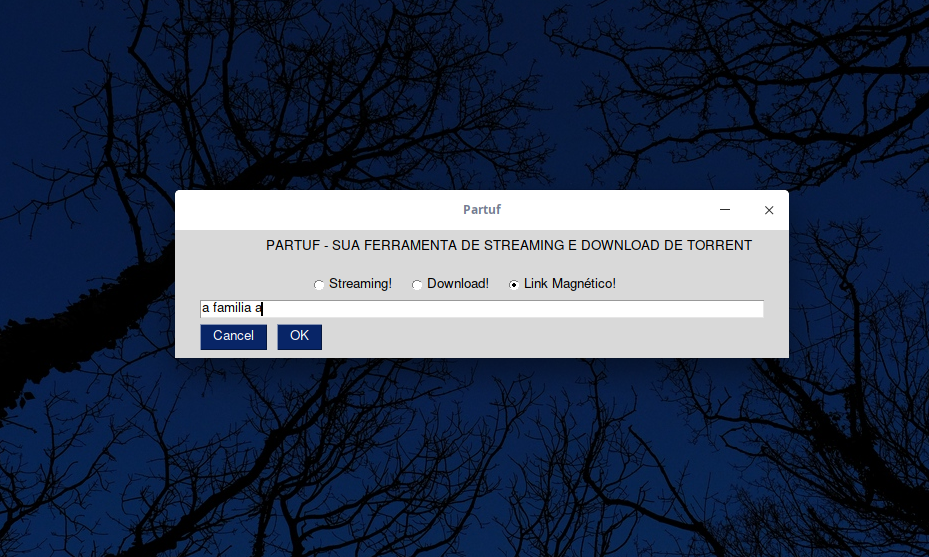 Partuf
PARTUF - SUA FERRAMENTA DE STREAMING E DOWNLOAD DE TORRENT
Streaming! Download! Link Magnético!
a familia a
Cancel OK